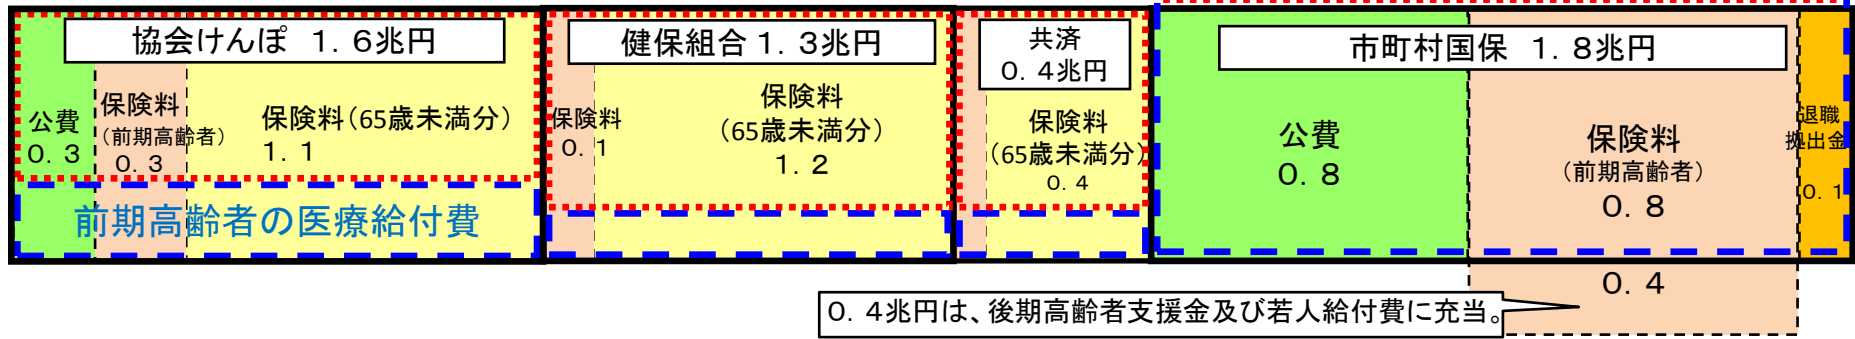 協会けんぽ １．６兆円
公費
０．３
保険料
（前期高齢者）
０．３
保険料（65歳未満分）
１．１
前期高齢者の医療給付費
健保組合１．３兆円
保険料
０．１
保険料
（65歳未満分）
１．２
共済
０．４兆円
保険料
（65歳未満分）
０．４
市町村国保 １．８兆円
公費
０．８
保険料
（前期高齢者）
０．８
退職
拠出金
０．１
０．４
０．４兆円は、後期高齢者支援金及び若人給付費に充当。